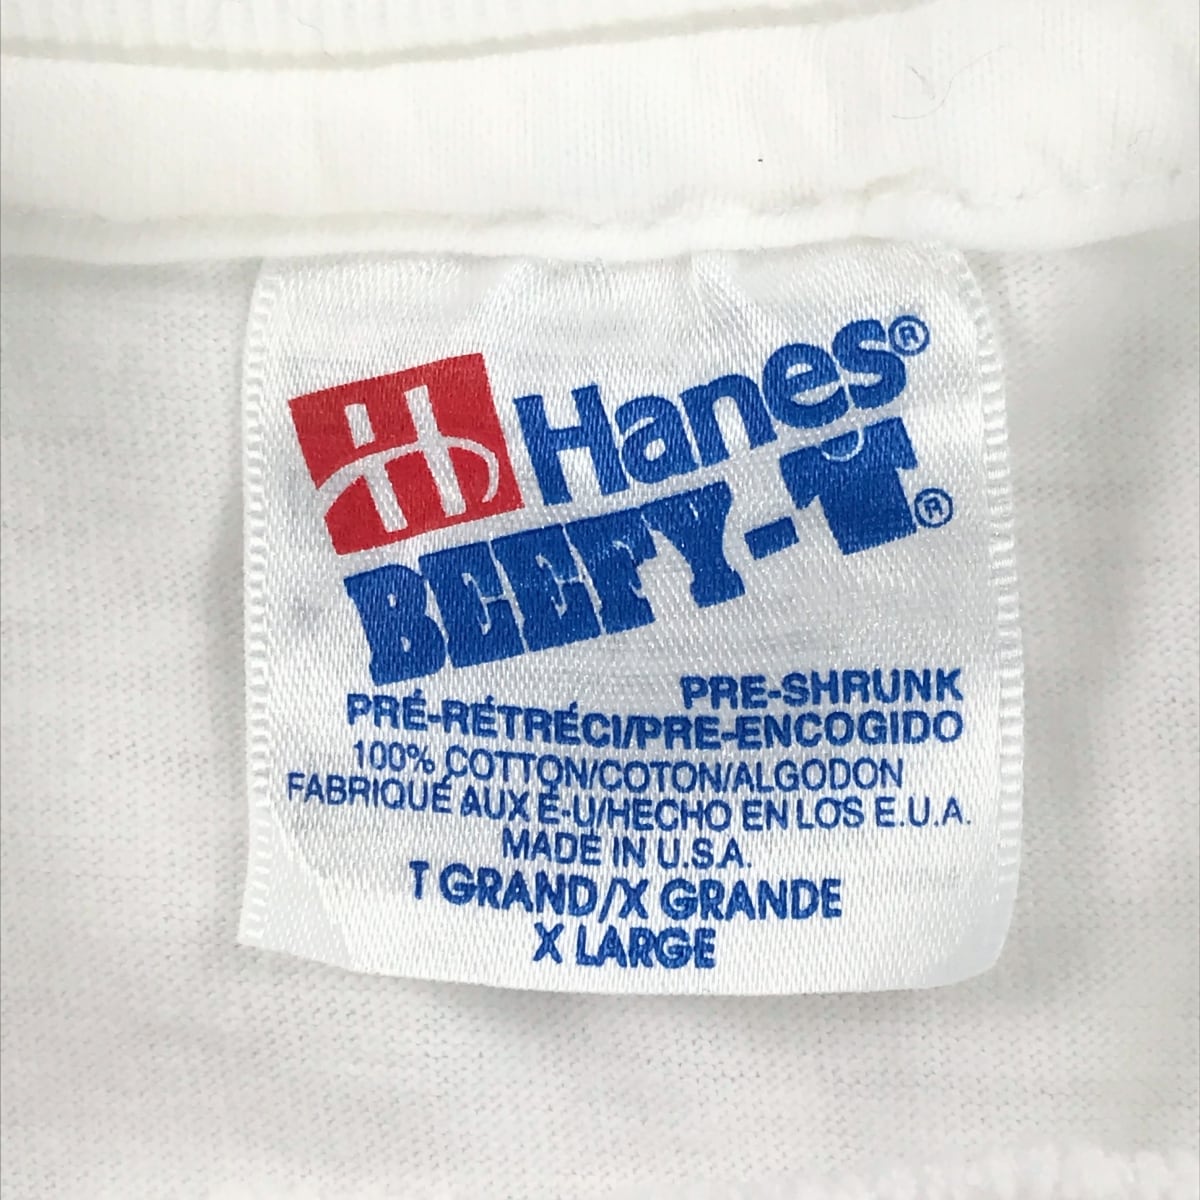 Hanes®
BEEFY-T®
PRE-SHRUNK
PRÉ-RÉTRÉCI/PRE-ENCOGIDO
100% COTTON/COTON/ALGODON
FABRIQUÉ AUX É-U/HECHO EN LOS E.U.A.
MADE IN U.S.A.
T GRAND/X GRANDE
X LARGE